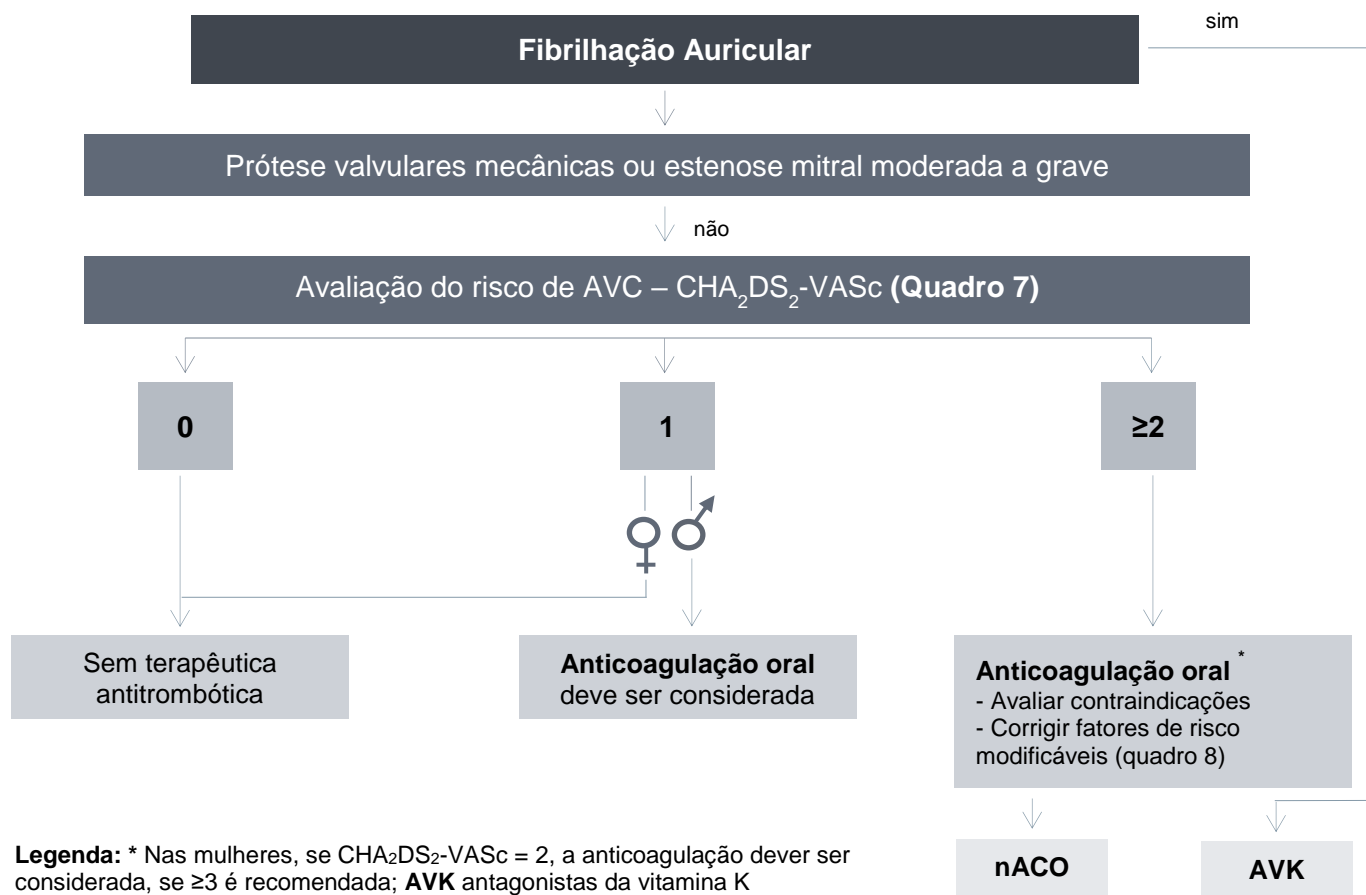 sim
Fibrilhação Auricular
Prótese valvulares mecânicas ou estenose mitral moderada a grave
não
Avaliação do risco de AVC – CHA₂DS₂-VASc (Quadro 7)
0
1
≥2
Sem terapêutica
antitrombótica
Anticoagulação oral
deve ser considerada
Anticoagulação oral *
- Avaliar contraindicações
- Corrigir fatores de risco
modificáveis (quadro 8)
nACO
AVK
Legenda: * Nas mulheres, se CHA₂DS₂-VASc = 2, a anticoagulação dever ser
considerada, se ≥3 é recomendada; AVK antagonistas da vitamina K